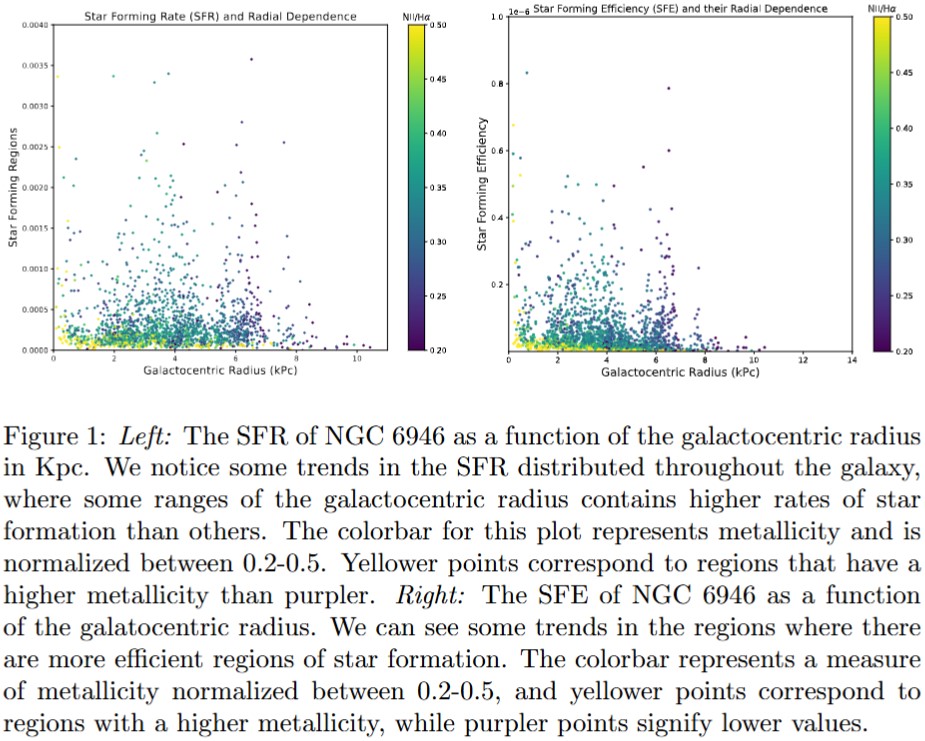 Star Forming Rate (SFR) and Radial Dependence
NII/Hα
0.0040
0.0035
0.0030
0.0025
0.0020
0.0015
0.0010
0.0005
0.0000
Star Forming Regions
0 2 4 6 8 10
Galactocentric Radius (kPc)
0.50
0.45
0.40
0.35
0.30
0.25
0.20
1e−6 Star Forming Efficiency (SFE) and their Radial Dependence
NII/Hα
1.0
0.8
0.6
0.4
0.2
Star Forming Efficiency
0 2 4 6 8 10 12 14
Galactocentric Radius (kPc)
0.50
0.45
0.40
0.35
0.30
0.25
0.20
Figure 1: Left: The SFR of NGC 6946 as a function of the galactocentric radius
in Kpc. We notice some trends in the SFR distributed throughout the galaxy,
where some ranges of the galactocentric radius contains higher rates of star
formation than others. The colorbar for this plot represents metallicity and is
normalized between 0.2-0.5. Yellower points correspond to regions that have a
higher metallicity than purpler. Right: The SFE of NGC 6946 as a function
of the galatocentric radius. We can see some trends in the regions where there
are more efficient regions of star formation. The colorbar represents a measure
of metallicity normalized between 0.2-0.5, and yellower points correspond to
regions with a higher metallicity, while purpler points signify lower values.